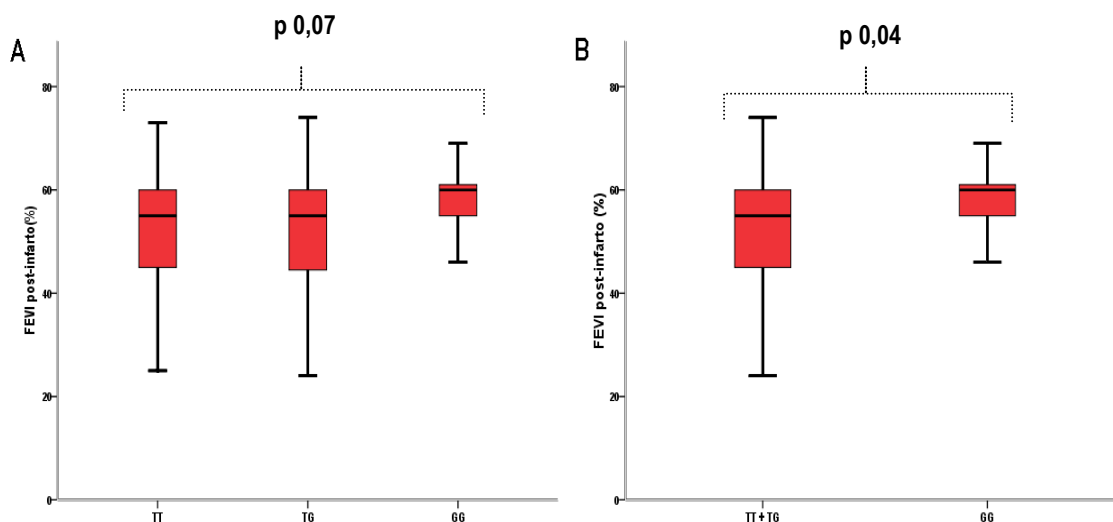 A
p 0,07
FEVI post-infarto(%)
80
60
40
20
0
TT
TG
GG
B
p 0,04
FEVI post-infarto (%)
80
60
40
20
0
TT+TG
GG